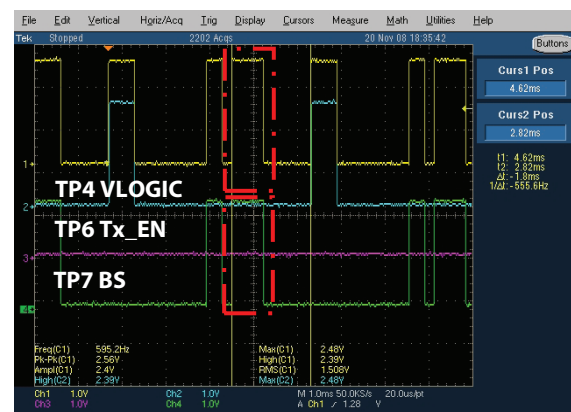 File Edit Vertical Horiz/Acq Trig Display Cursors Measure Math Utilities Help
Tek Stopped 2202 Acqs 20 Nov 08 18:35:42
Buttons
Curs1 Pos
4.62ms
Curs2 Pos
2.82ms
t1: 4.62ms
t2: 2.82ms
Δt: -1.8ms
1/Δt: -555.6Hz
1
TP4 VLOGIC
2
TP6 Tx_EN
3
TP7 BS
4
Freq(C1) 595.2Hz Max(C1) 2.48V
Pk-Pk(C1) 2.56V High(C1) 2.39V
Ampl(C1) 2.4V RMS(C1) 1.508V
High(C2) 2.39V Max(C2) 2.48V
Ch1 1.0V Ch2 1.0V M 1.0ms 50.0KS/s 20.0us/pt
Ch3 1.0V Ch4 1.0V A Ch1 ∕ 1.28 V